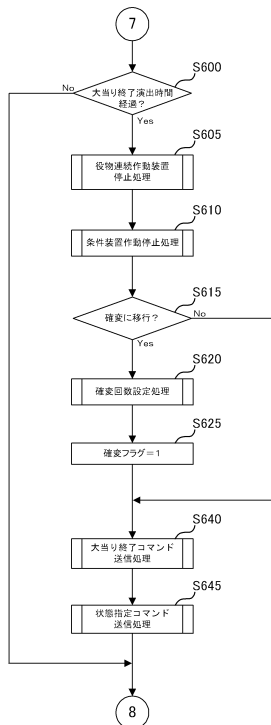 7
S600
No
大当り終了演出時間
経過？
Yes
S605
役物連続作動装置
停止処理
S610
条件装置作動停止処理
S615
確変に移行？
No
Yes
S620
確変回数設定処理
S625
確変フラグ＝1
S640
大当り終了コマンド
送信処理
S645
状態指定コマンド
送信処理
8